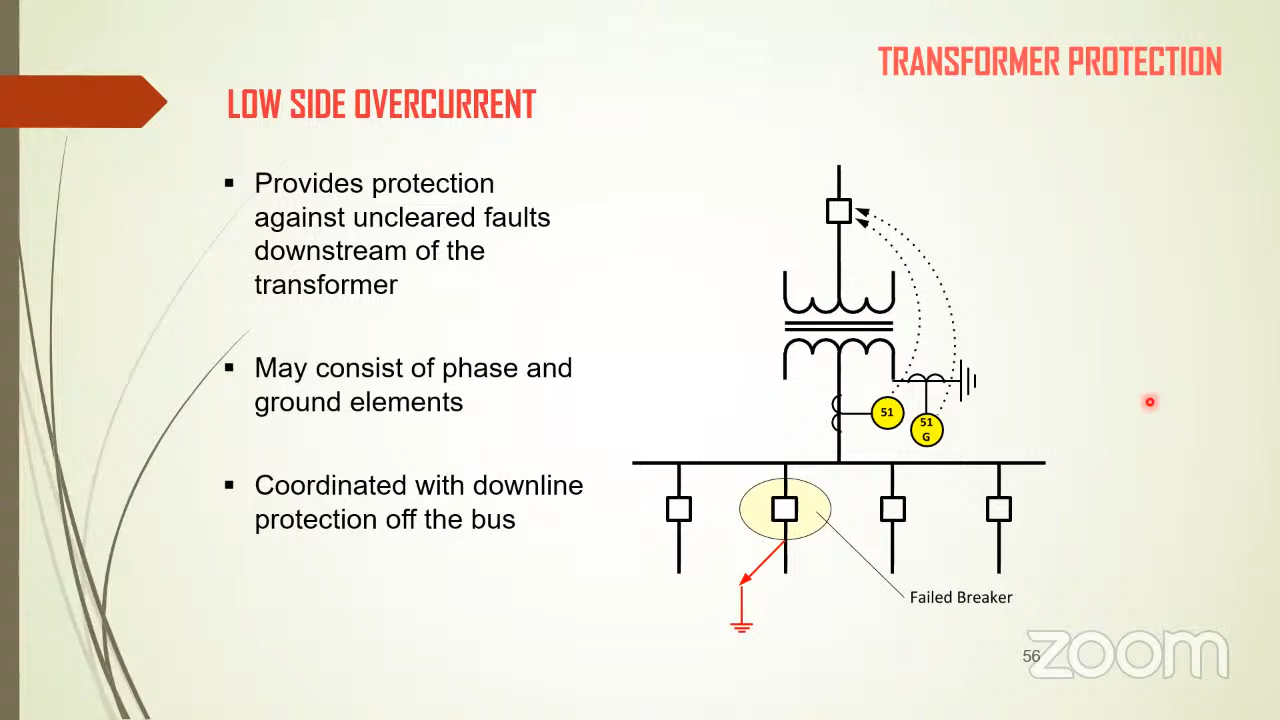 TRANSFORMER PROTECTION
LOW SIDE OVERCURRENT
▪ Provides protection
against uncleared faults
downstream of the
transformer
▪ May consist of phase and
ground elements
▪ Coordinated with downline
protection off the bus
51
51
G
Failed Breaker
56
zoom